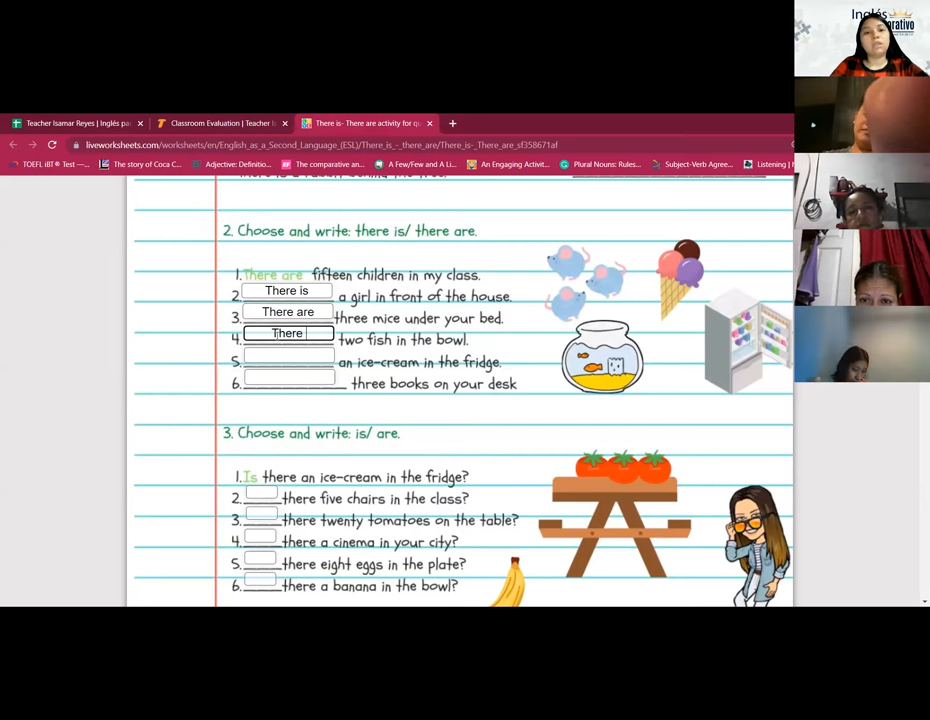 Inglés
orativo
Teacher Isamar Reyes | Inglés pa
Classroom Evaluation | Teacher I
There is- There are activity for g
liveworksheets.com/worksheets/en/English_as_a_Second_Language_(ESL)/There_is_-_there_are/There_is-_There_are_sf358671af
TOEFL iBT® Test —...
The story of Coca C...
Adjective: Definitio...
The comparative an...
A Few/Few and A Li...
An Engaging Activit...
Plural Nouns: Rules...
Subject-Verb Agree...
Listening
2. Choose and write: there is/ there are.
1. There are fifteen children in my class.
2. There is a girl in front of the house.
3. There are three mice under your bed.
4. There two fish in the bowl.
5. an ice-cream in the fridge.
6. three books on your desk
3. Choose and write: is/ are.
1. Is there an ice-cream in the fridge?
2. there five chairs in the class?
3. there twenty tomatoes on the table?
4. there a cinema in your city?
5. there eight eggs in the plate?
6. there a banana in the bowl?